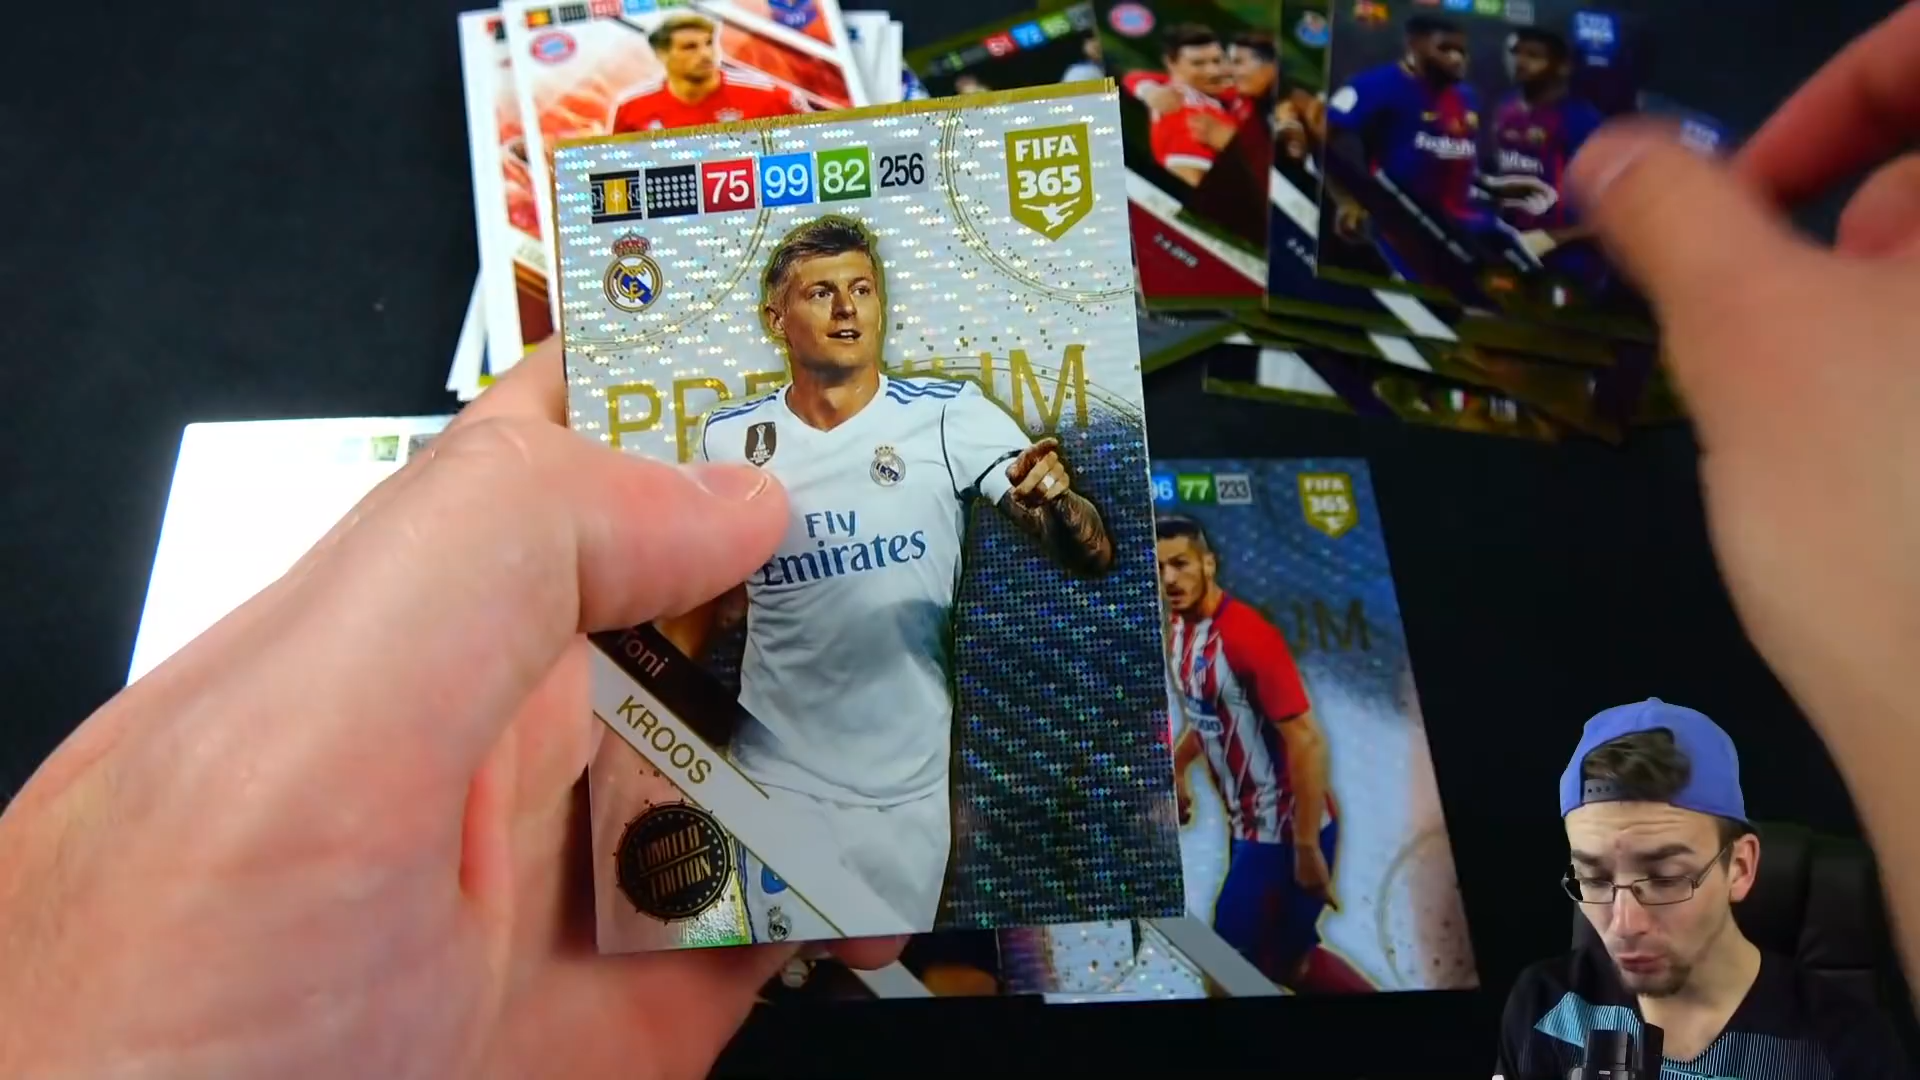 75 99 82 256
FIFA
365
PREMIUM
Fly
Emirates
Toni
KROOS
LIMITED
EDITION
96 77 233
FIFA
365